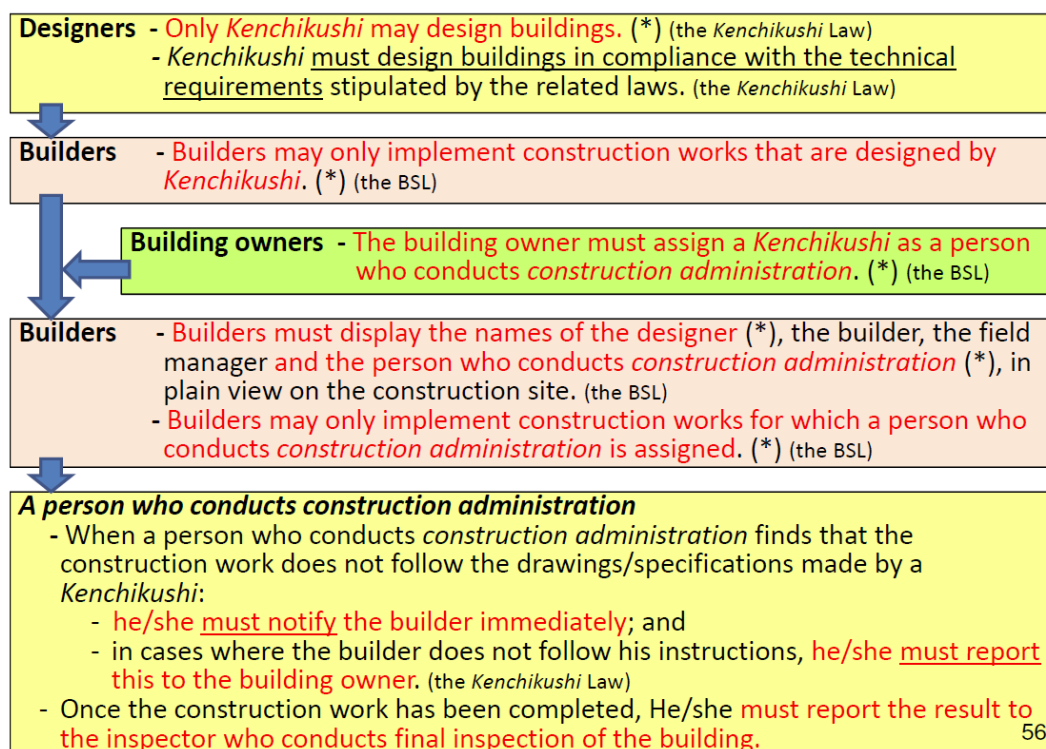 Designers - Only Kenchikushi may design buildings. (*) (the Kenchikushi Law)
- Kenchikushi must design buildings in compliance with the technical
requirements stipulated by the related laws. (the Kenchikushi Law)
Builders - Builders may only implement construction works that are designed by
Kenchikushi. (*) (the BSL)
Building owners - The building owner must assign a Kenchikushi as a person
who conducts construction administration. (*) (the BSL)
Builders - Builders must display the names of the designer (*), the builder, the field
manager and the person who conducts construction administration (*), in
plain view on the construction site. (the BSL)
- Builders may only implement construction works for which a person who
conducts construction administration is assigned. (*) (the BSL)
A person who conducts construction administration
- When a person who conducts construction administration finds that the
construction work does not follow the drawings/specifications made by a
Kenchikushi:
- he/she must notify the builder immediately; and
- in cases where the builder does not follow his instructions, he/she must report
this to the building owner. (the Kenchikushi Law)
- Once the construction work has been completed, He/she must report the result to
the inspector who conducts final inspection of the building.
56